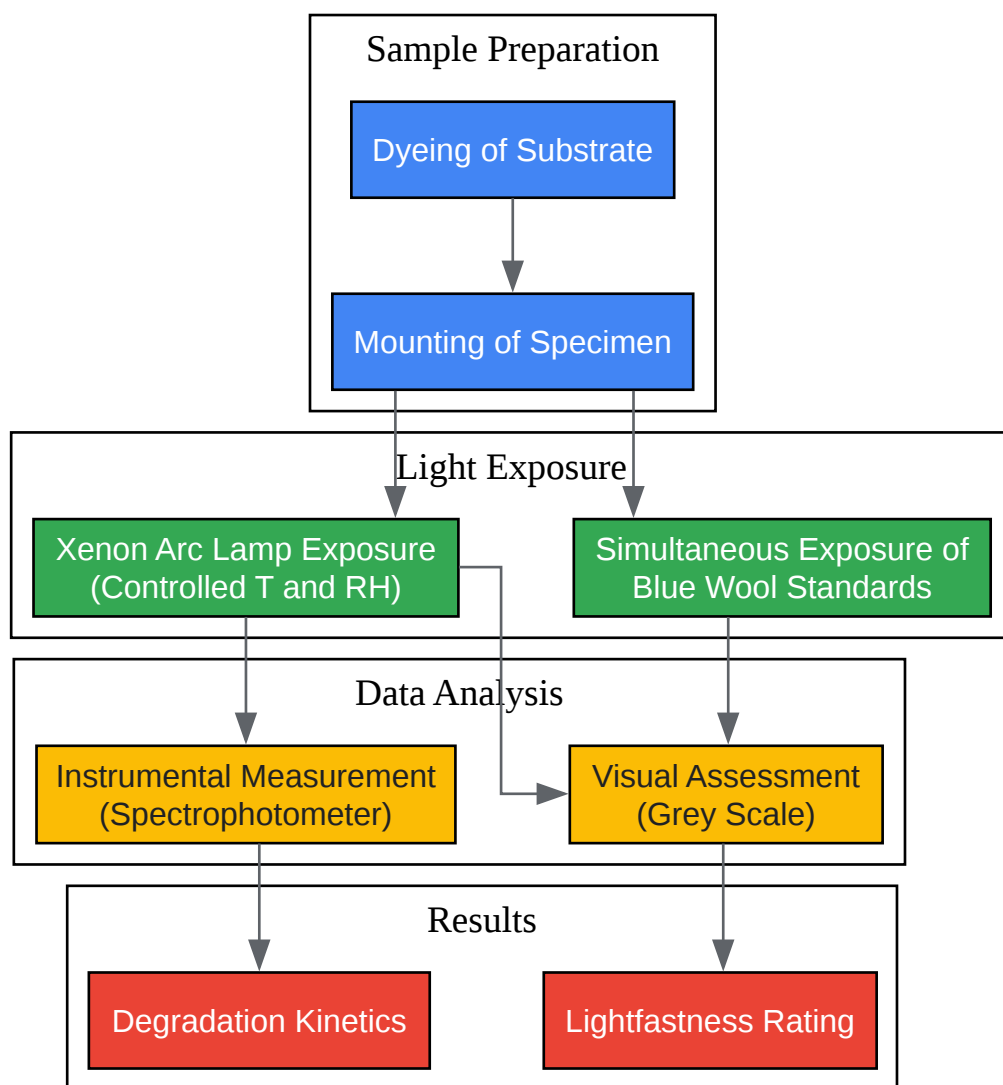 Sample Preparation
Dyeing of Substrate
Mounting of Specimen
Light Exposure
Xenon Arc Lamp Exposure
(Controlled T and RH)
Simultaneous Exposure of
Blue Wool Standards
Data Analysis
Instrumental Measurement
(Spectrophotometer)
Visual Assessment
(Grey Scale)
Results
Degradation Kinetics
Lightfastness Rating